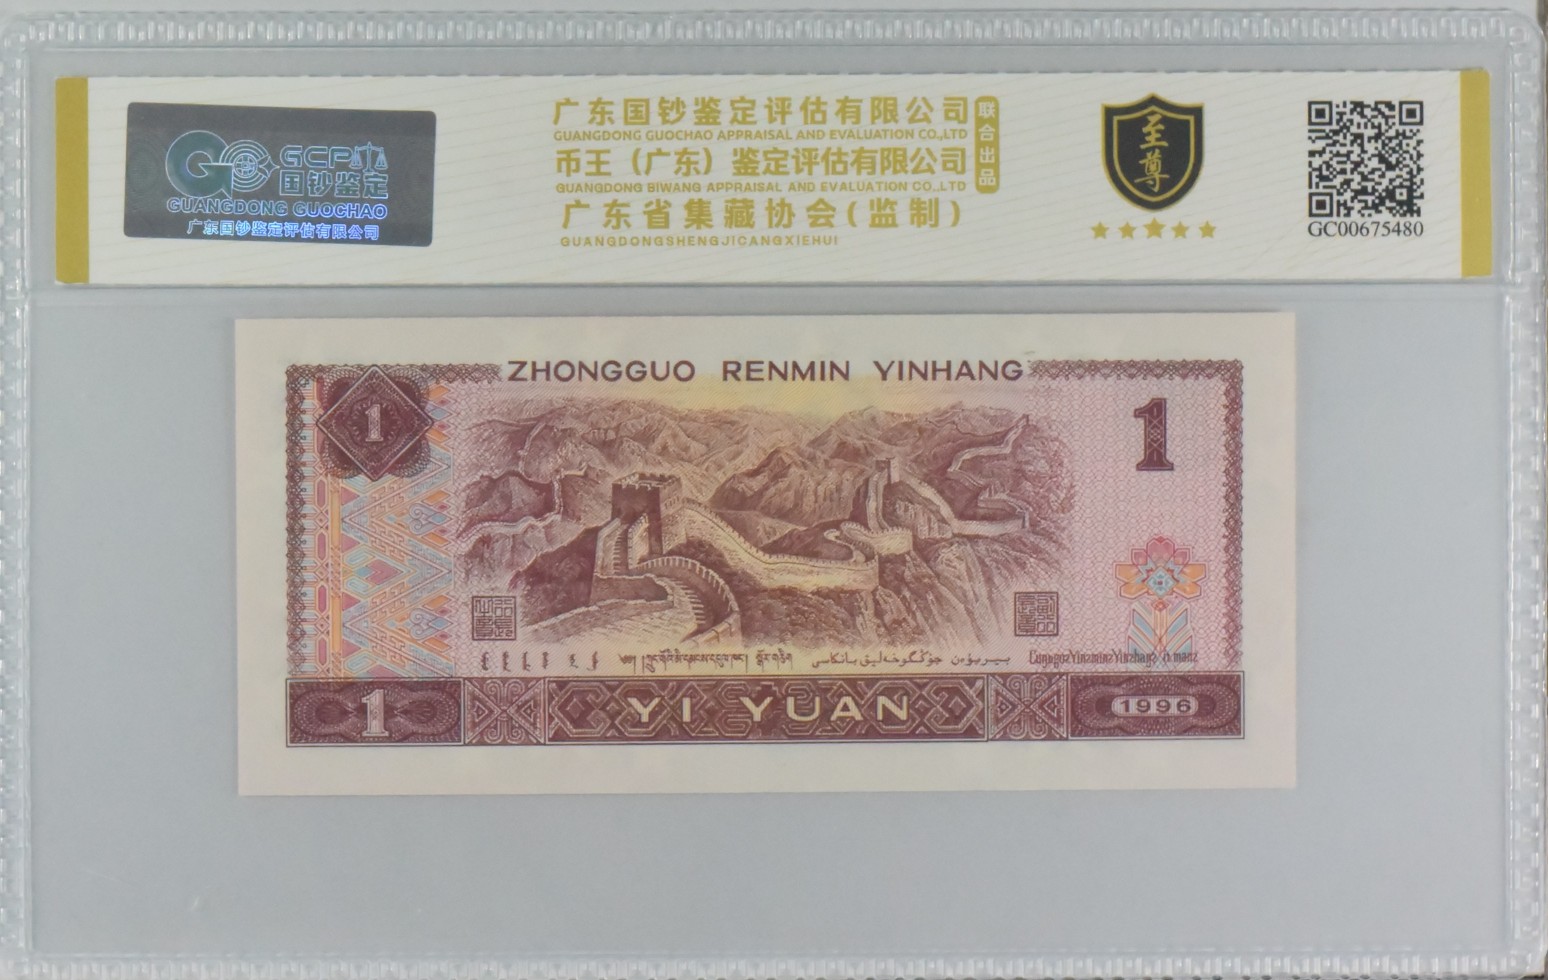 GCP
国钞鉴定
GUANGDONG GUOCHAO
广东国钞鉴定评估有限公司
广东国钞鉴定评估有限公司
GUANGDONG GUOCHAO APPRAISAL AND EVALUATION CO.,LTD
币王（广东）鉴定评估有限公司
GUANGDONG BIWANG APPRAISAL AND EVALUATION CO.,LTD
广东省集藏协会(监制)
GUANGDONGSHENGJICANGXIEHUI
联合出品
至尊
GC00675480
ZHONGGUO RENMIN YINHANG
1
1
1
YI YUAN
1996